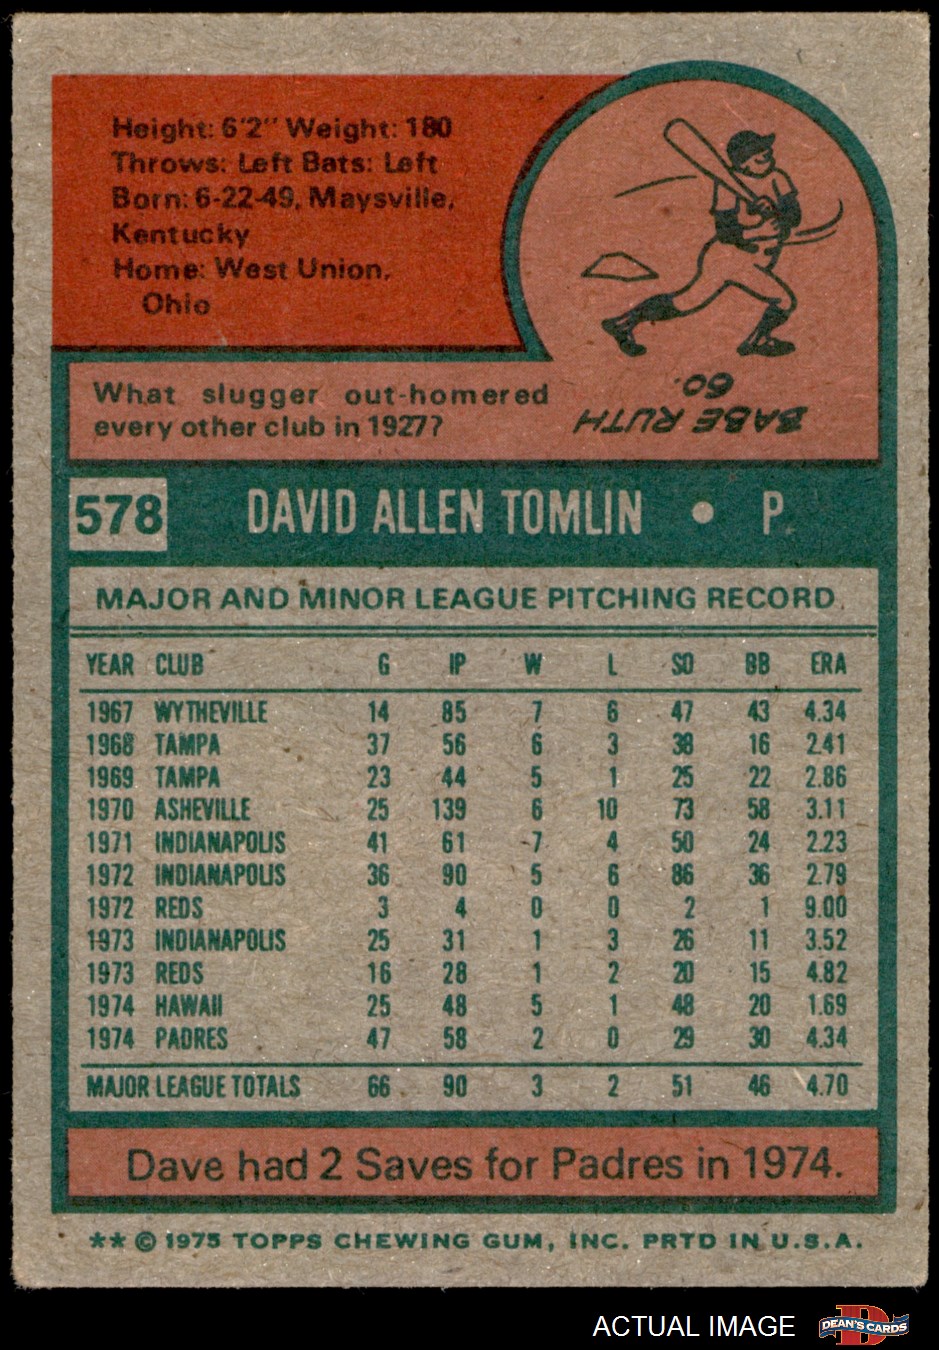 Height: 6'2" Weight: 180
Throws: Left Bats: Left
Born: 6-22-49, Maysville,
Kentucky
Home: West Union,
Ohio
What slugger out-homered
every other club in 1927?
BABE RUTH
60.
578 DAVID ALLEN TOMLIN • P.
MAJOR AND MINOR LEAGUE PITCHING RECORD
YEAR CLUB G IP W L SO BB ERA
1967 WYTHEVILLE 14 85 7 6 47 43 4.34
1968 TAMPA 37 56 6 3 38 16 2.41
1969 TAMPA 23 44 5 1 25 22 2.86
1970 ASHEVILLE 25 139 6 10 73 58 3.11
1971 INDIANAPOLIS 41 61 7 4 50 24 2.23
1972 INDIANAPOLIS 36 90 5 6 86 36 2.79
1972 REDS 3 4 0 0 2 1 9.00
1973 INDIANAPOLIS 25 31 1 3 26 11 3.52
1973 REDS 16 28 1 2 20 15 4.82
1974 HAWAII 25 48 5 1 48 20 1.69
1974 PADRES 47 58 2 0 29 30 4.34
MAJOR LEAGUE TOTALS 66 90 3 2 51 46 4.70
Dave had 2 Saves for Padres in 1974.
** © 1975 TOPPS CHEWING GUM, INC. PRTD IN U.S.A.
ACTUAL IMAGE
DEAN'S CARDS